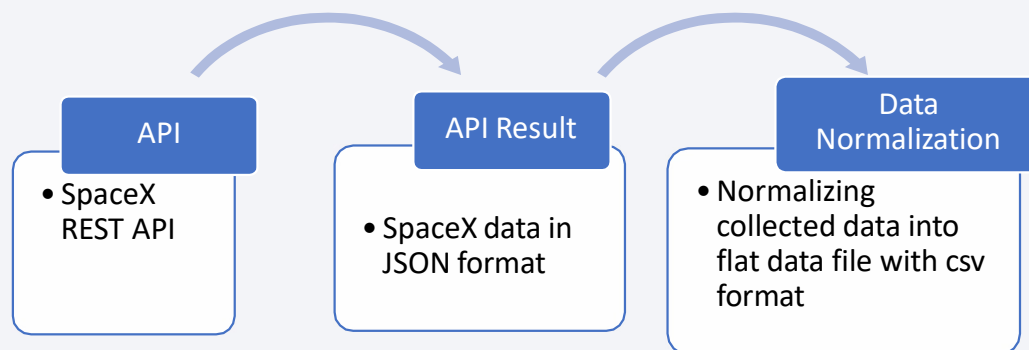 API
• SpaceX
REST API
API Result
• SpaceX data in
JSON format
Data
Normalization
• Normalizing
collected data into
flat data file with csv
format